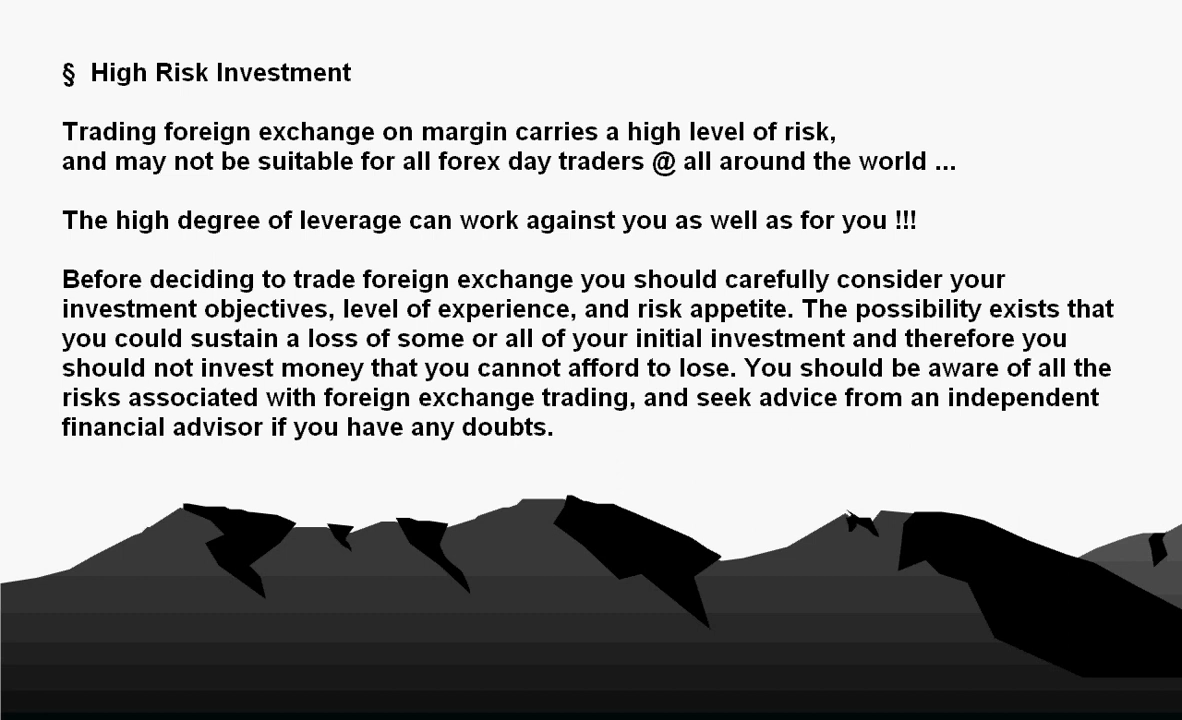 § High Risk Investment
Trading foreign exchange on margin carries a high level of risk,
and may not be suitable for all forex day traders @ all around the world ...
The high degree of leverage can work against you as well as for you !!!
Before deciding to trade foreign exchange you should carefully consider your
investment objectives, level of experience, and risk appetite. The possibility exists that
you could sustain a loss of some or all of your initial investment and therefore you
should not invest money that you cannot afford to lose. You should be aware of all the
risks associated with foreign exchange trading, and seek advice from an independent
financial advisor if you have any doubts.